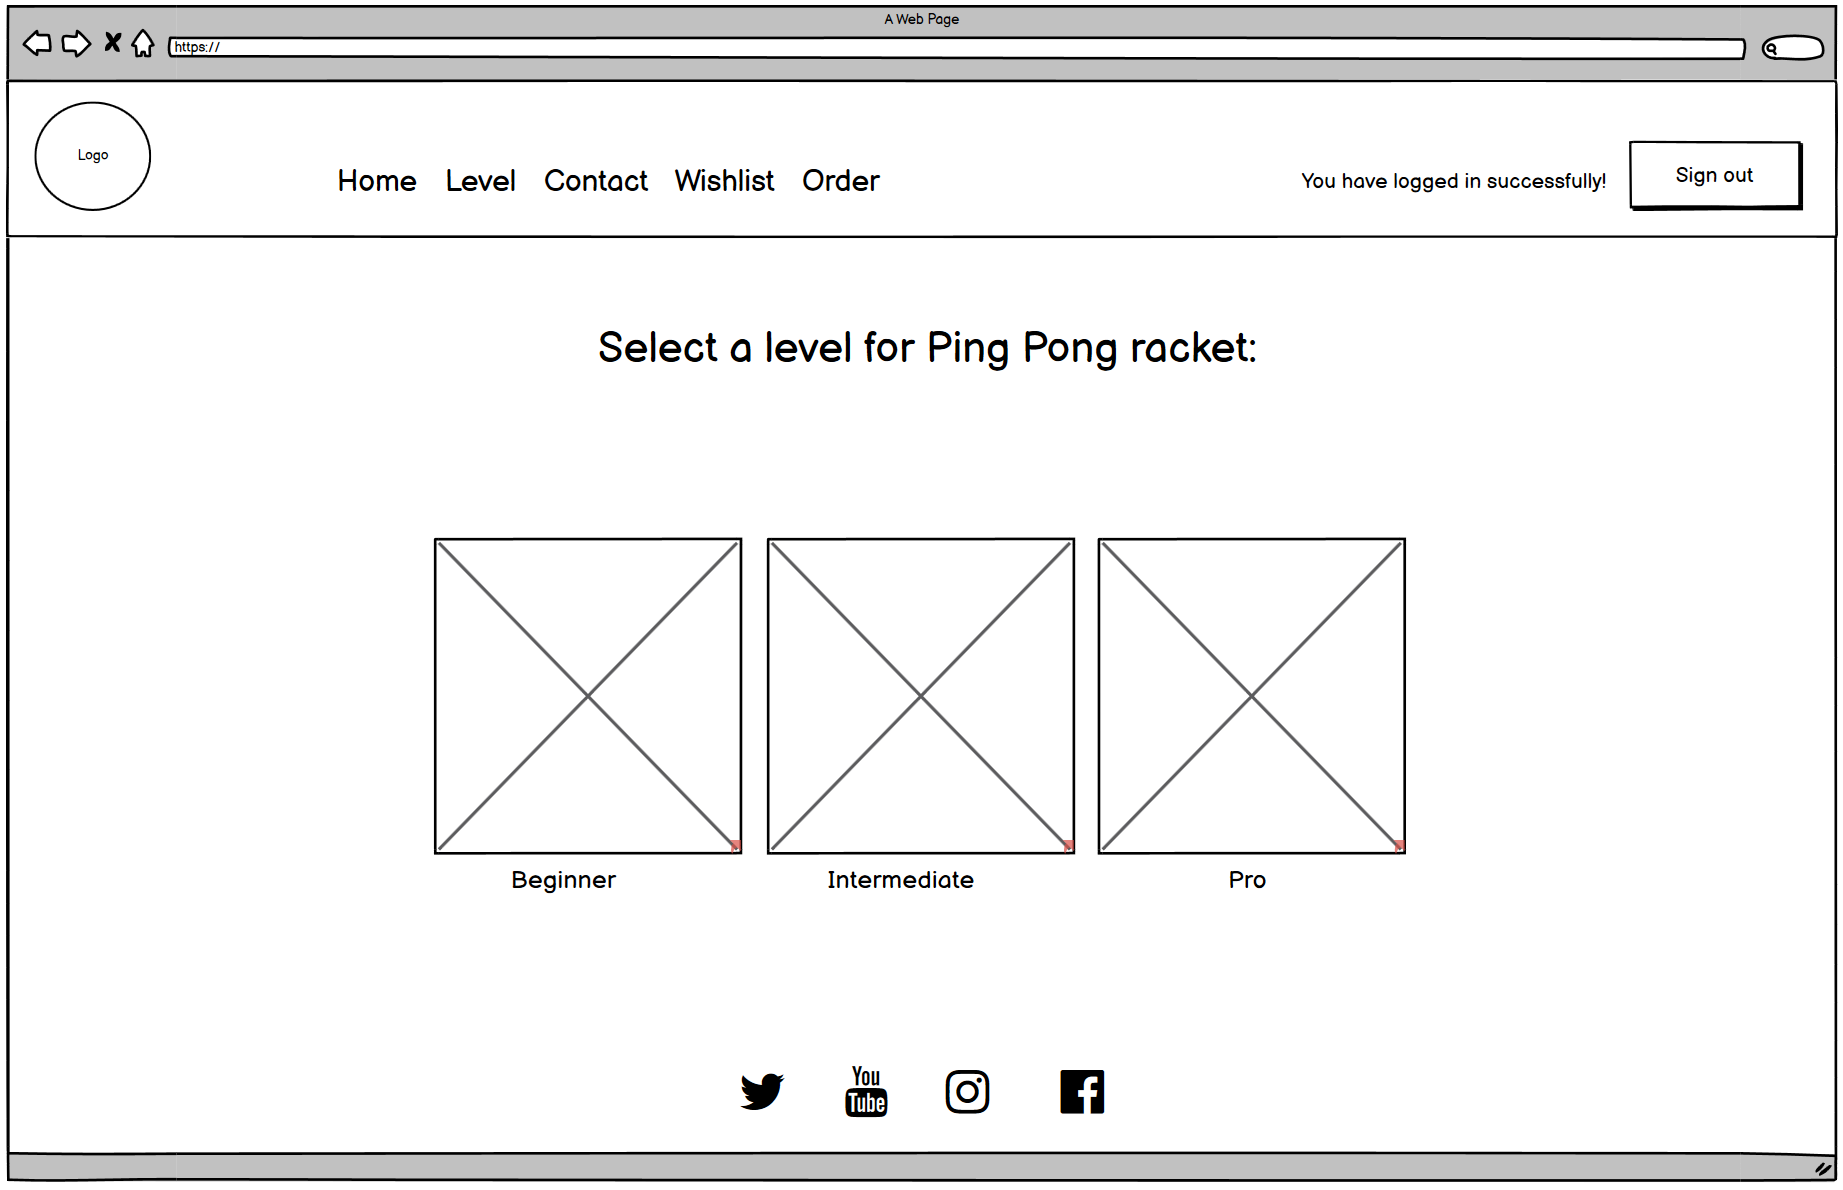 A Web Page
https://
Logo
Home Level Contact Wishlist Order
You have logged in successfully!
Sign out
Select a level for Ping Pong racket:
Beginner
Intermediate
Pro
You
Tube